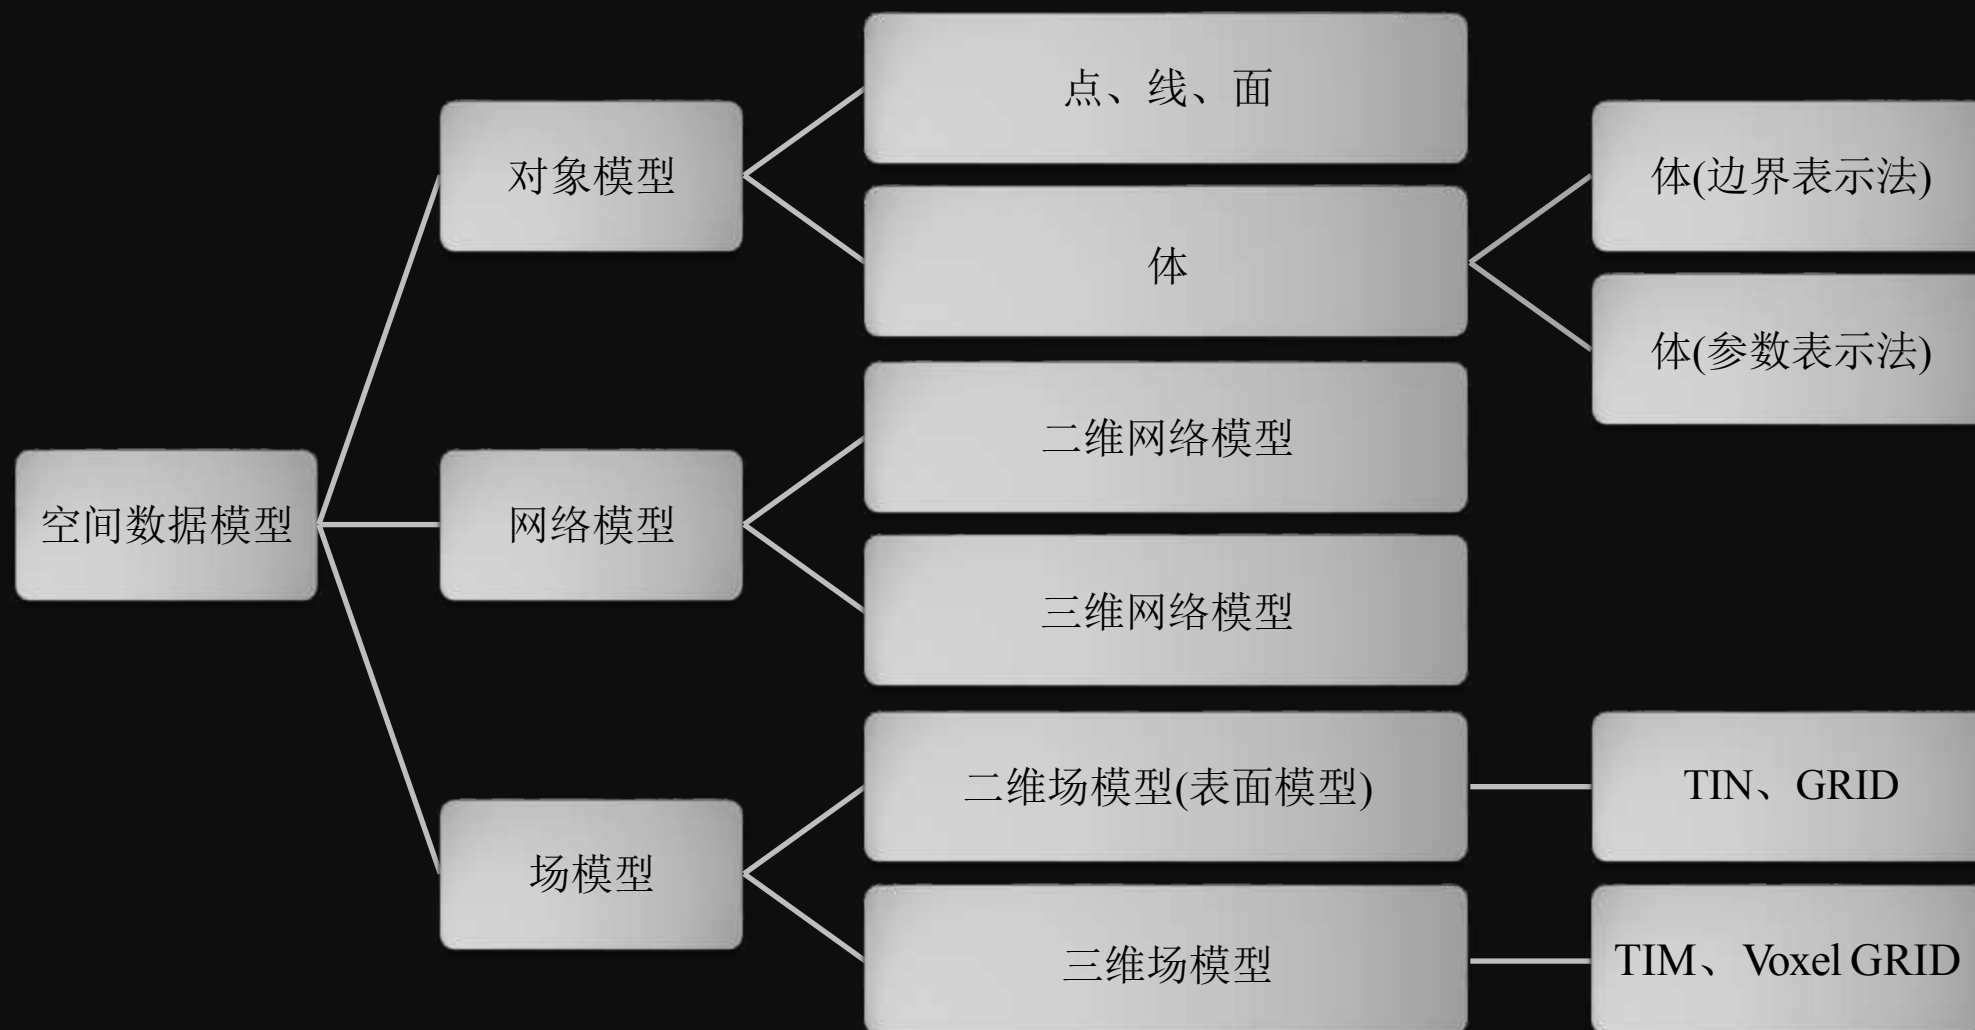 点、线、面
对象模型
体(边界表示法)
体
体(参数表示法)
二维网络模型
空间数据模型
网络模型
三维网络模型
二维场模型(表面模型)
TIN、GRID
场模型
三维场模型
TIM、Voxel GRID